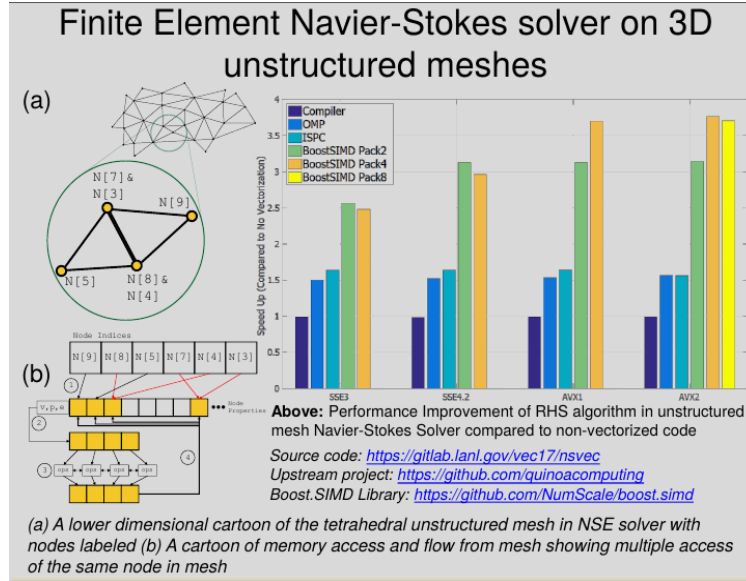 Finite Element Navier-Stokes solver on 3D
unstructured meshes
(a)
N[7]&
N[3]
N[9]
N[5]
N[8]&
N[4]
Speed Up (Compared to No Vectorization)
4
3.5
3
2.5
2
1.5
1
0.5
0
Compiler
OMP
ISPC
BoostSIMD Pack2
BoostSIMD Pack4
BoostSIMD Pack8
SSE3
SSE4.2
AVX1
AVX2
(b)
Node Indices
N[9] N[8] N[5] N[7] N[4] N[3]
1
v,p,e
Node
Properties
2
3
4
ops ops ops ops
Above: Performance Improvement of RHS algorithm in unstructured
mesh Navier-Stokes Solver compared to non-vectorized code
Source code: https://gitlab.lanl.gov/vec17/nsvec
Upstream project: https://github.com/quinoacomputing
Boost.SIMD Library: https://github.com/NumScale/boost.simd
(a) A lower dimensional cartoon of the tetrahedral unstructured mesh in NSE solver with
nodes labeled (b) A cartoon of memory access and flow from mesh showing multiple access
of the same node in mesh